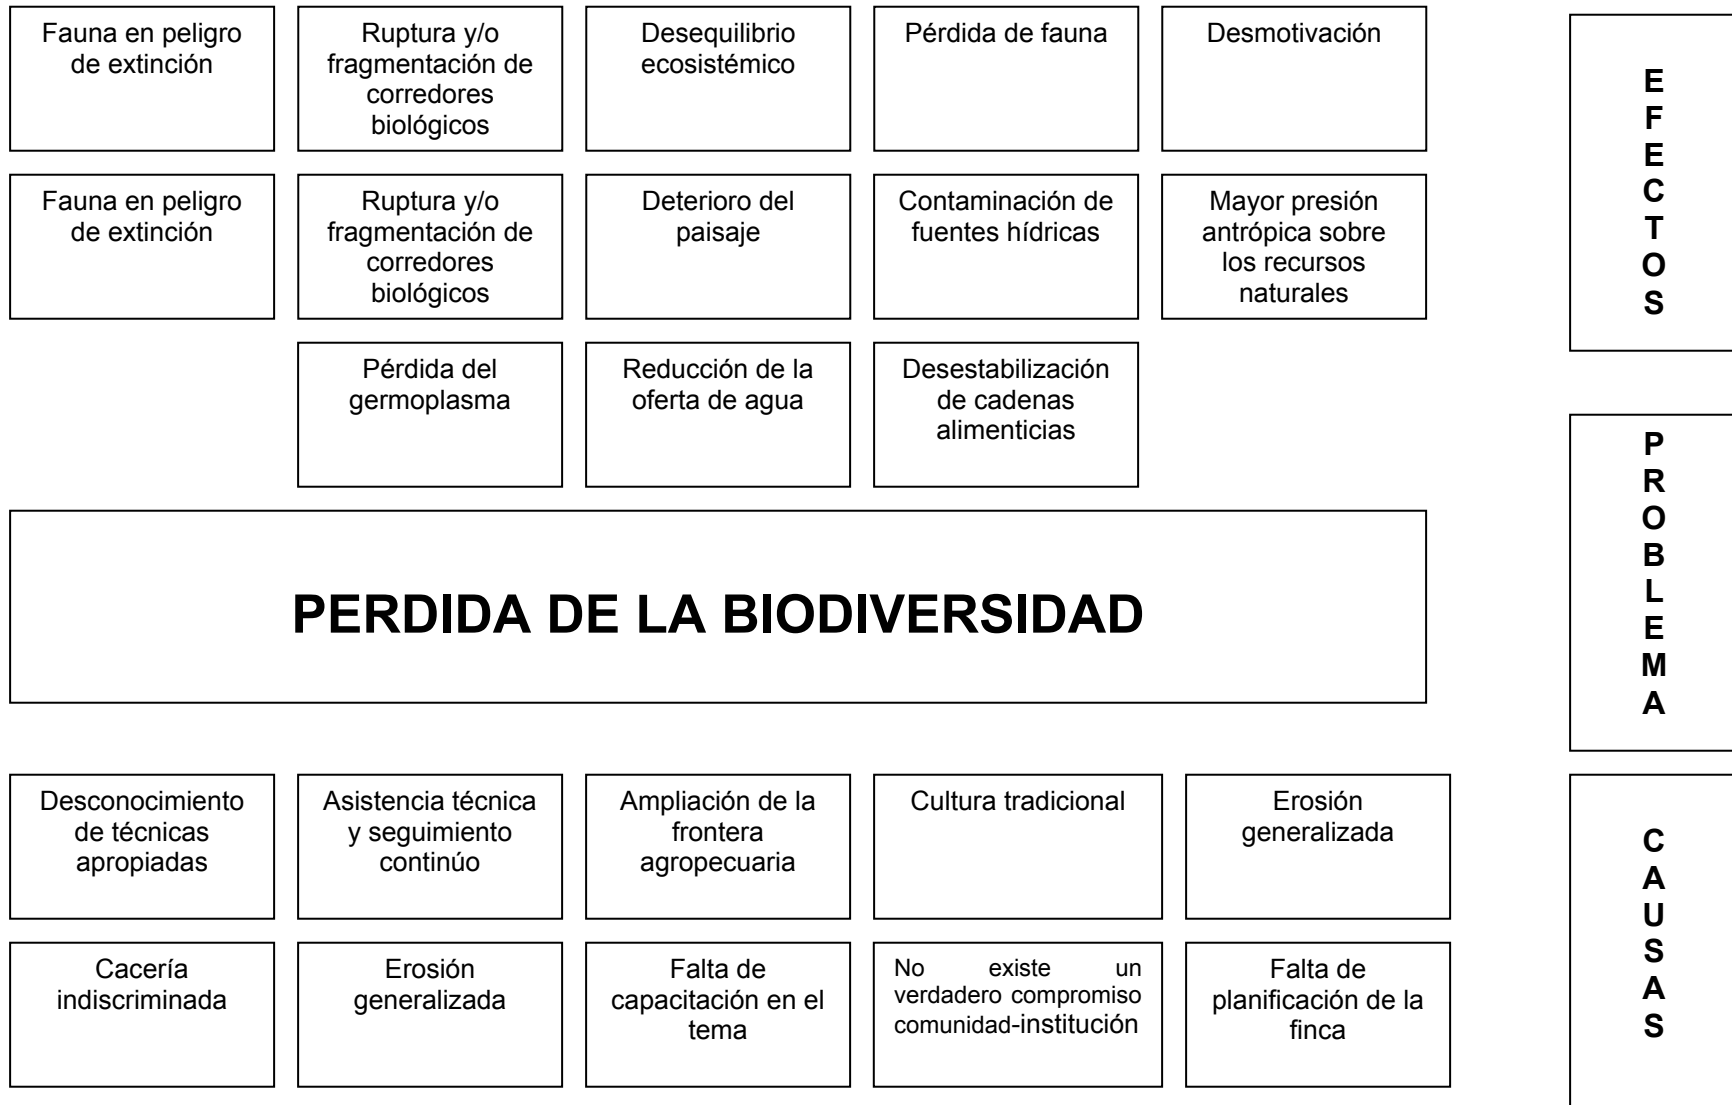 Fauna en peligro
de extinción
Ruptura y/o
fragmentación de
corredores
biológicos
Desequilibrio
ecosistémico
Pérdida de fauna
Desmotivación
Fauna en peligro
de extinción
Ruptura y/o
fragmentación de
corredores
biológicos
Deterioro del
paisaje
Contaminación de
fuentes hídricas
Mayor presión
antrópica sobre
los recursos
naturales
Pérdida del
germoplasma
Reducción de la
oferta de agua
Desestabilización
de cadenas
alimenticias
E
F
E
C
T
O
S
PERDIDA DE LA BIODIVERSIDAD
P
R
O
B
L
E
M
A
Desconocimiento
de técnicas
apropiadas
Asistencia técnica
y seguimiento
continúo
Ampliación de la
frontera
agropecuaria
Cultura tradicional
Erosión
generalizada
Cacería
indiscriminada
Erosión
generalizada
Falta de
capacitación en el
tema
No existe un
verdadero compromiso
comunidad-institución
Falta de
planificación de la
finca
C
A
U
S
A
S